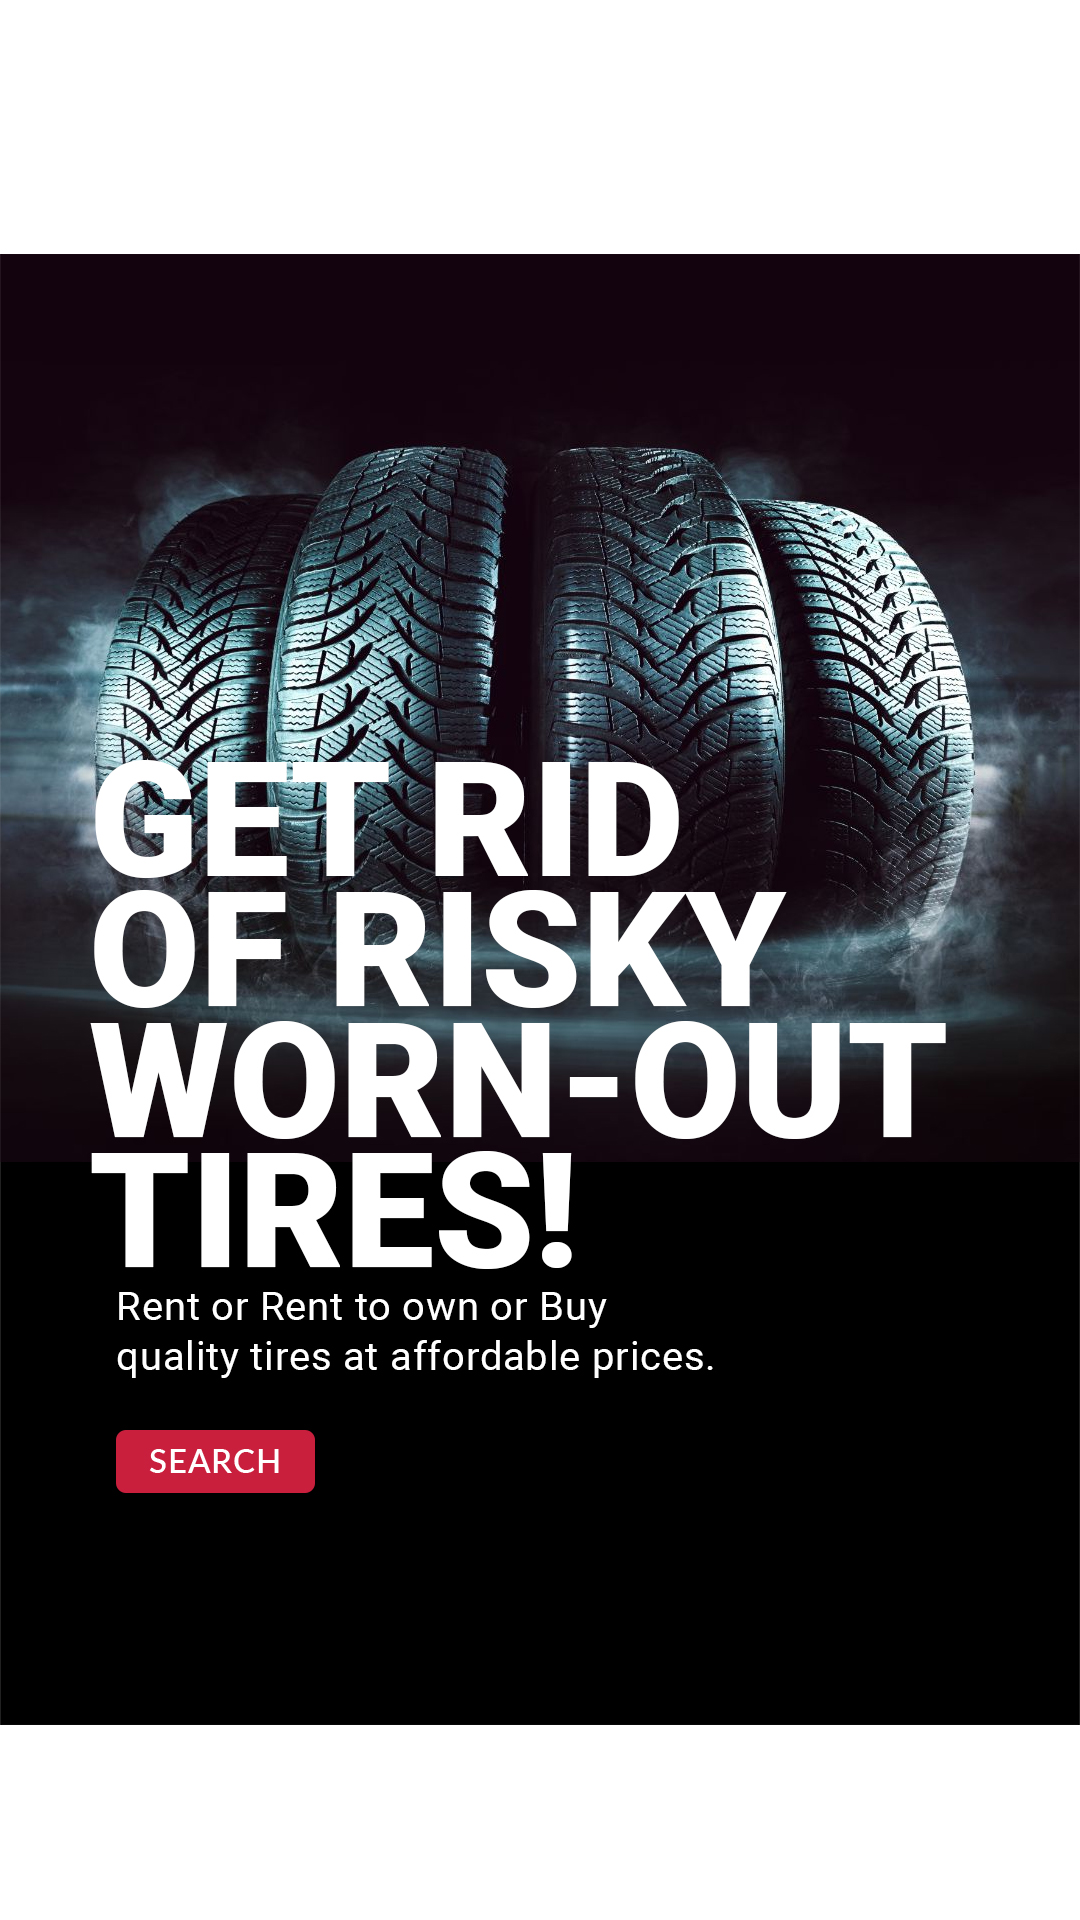 GET RID
OF RISKY
WORN-OUT
TIRES!
Rent or Rent to own or Buy
quality tires at affordable prices.
SEARCH